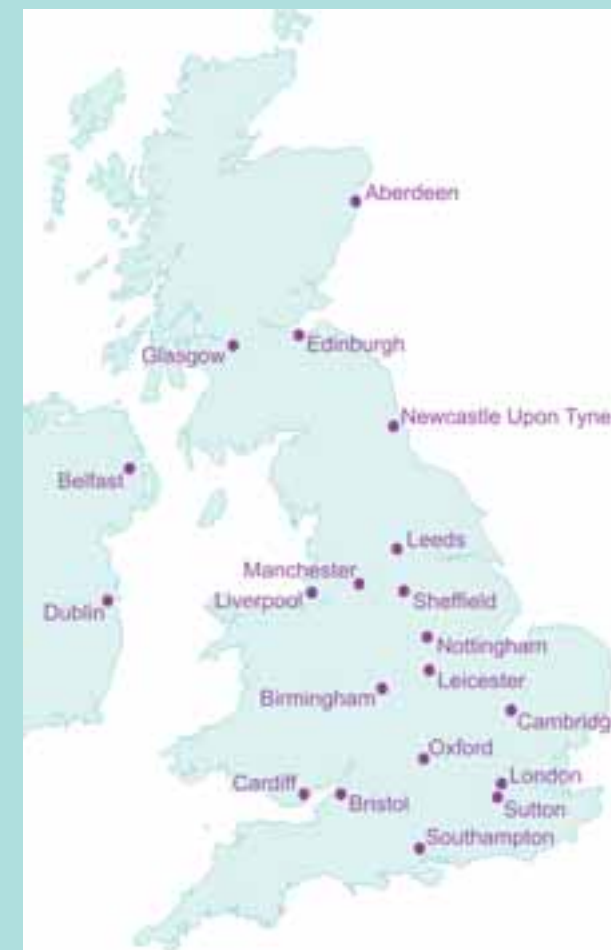 Aberdeen
Edinburgh
Glasgow
Newcastle Upon Tyne
Belfast
Leeds
Manchester
Liverpool
Sheffield
Dublin
Nottingham
Leicester
Birmingham
Cambridg
Oxford
London
Cardiff
Bristol
Sutton
Southampton